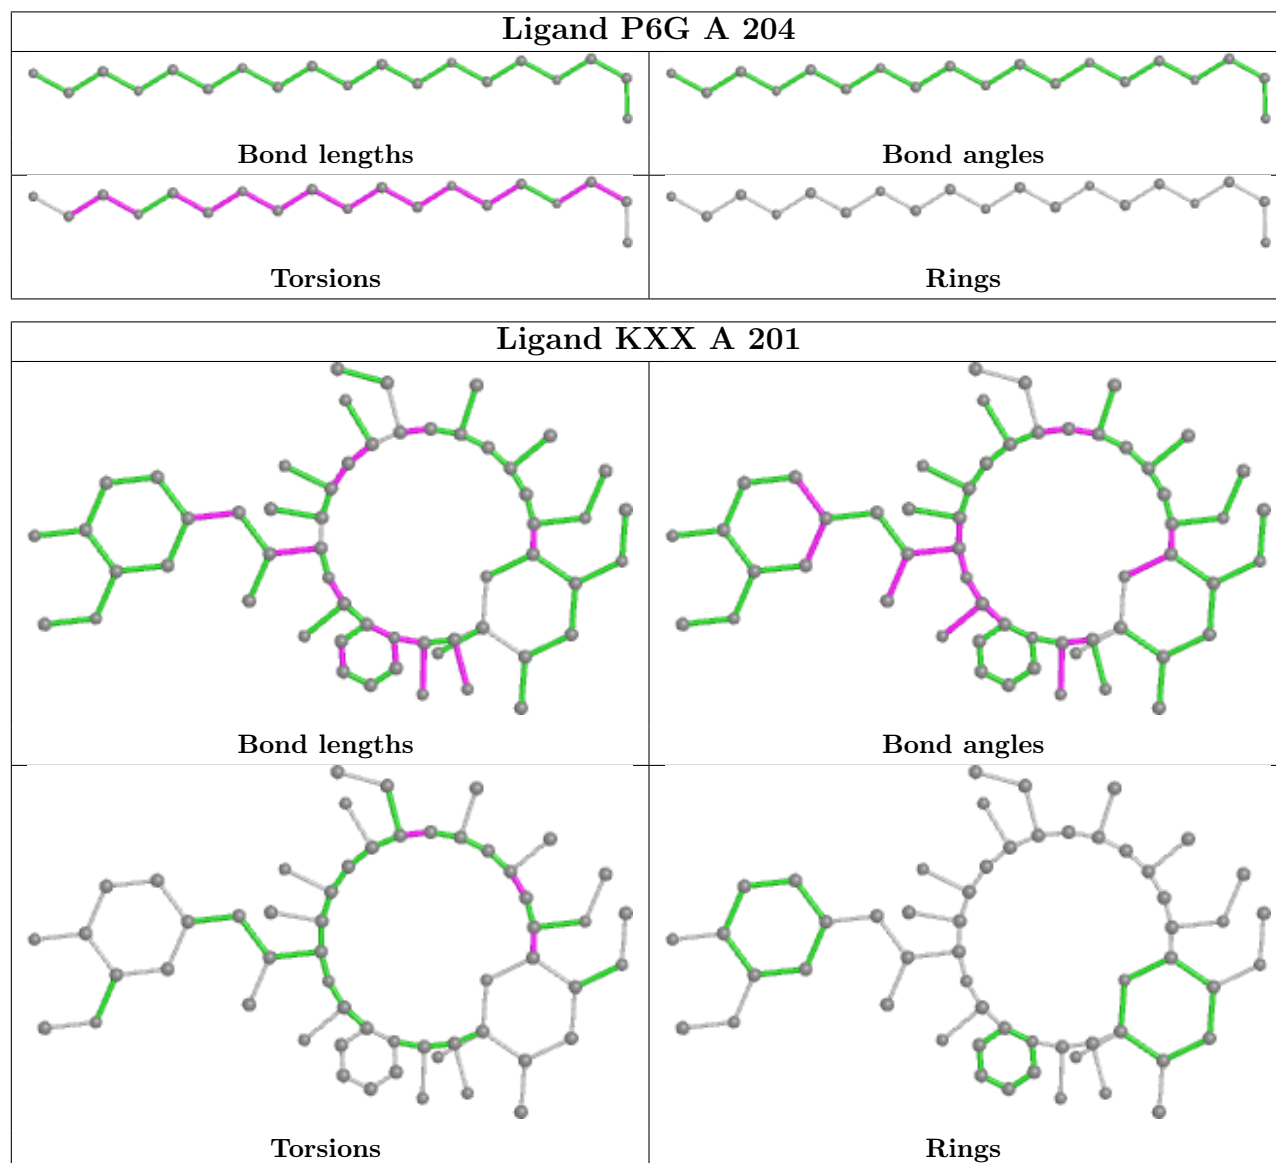 Ligand P6G A 204
Bond lengths
Bond angles
Torsions
Rings
Ligand KXX A 201
Bond lengths
Bond angles
Torsions
Rings